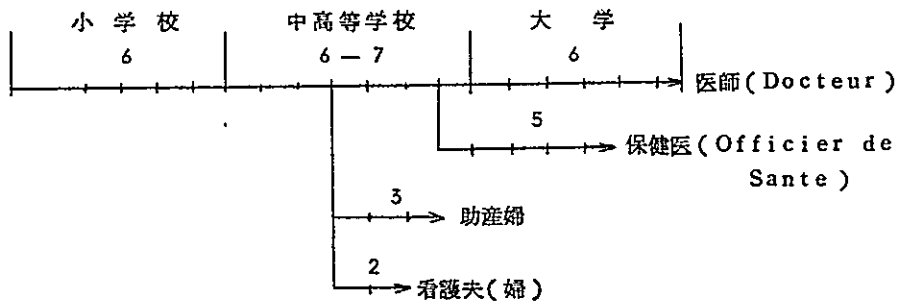 小学校 中高等学校 大学
6 6－7 6
医師(Docteur)
5
保健医(Officier de
Sante)
3
助産婦
2
看護夫(婦)